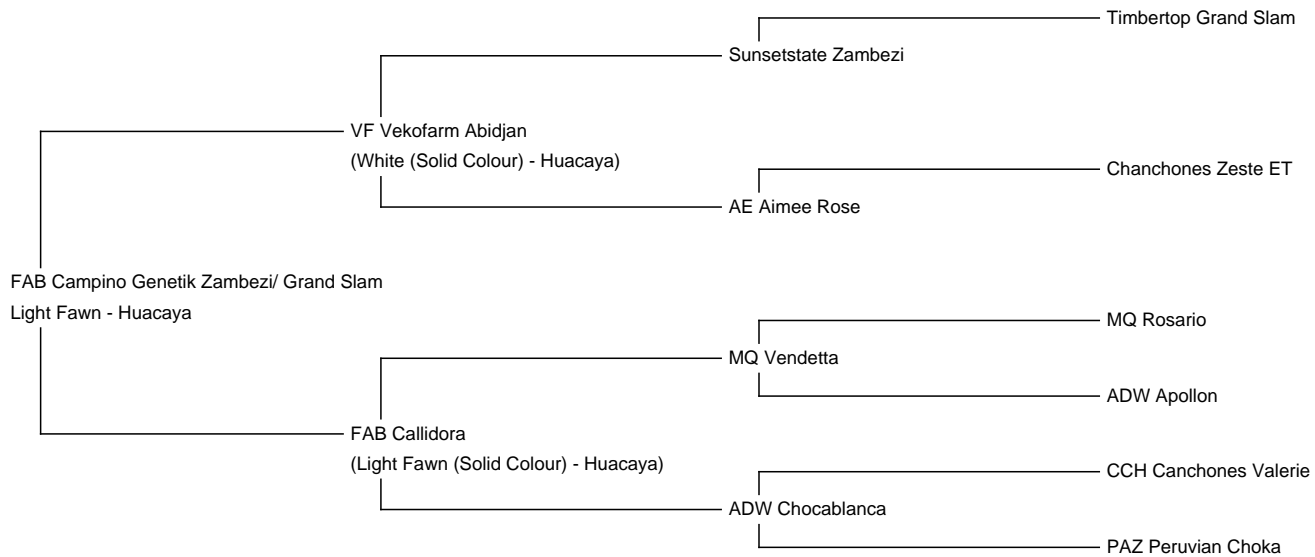 Timbertop Grand Slam
Sunsetstate Zambezi
VF Vekofarm Abidjan
(White (Solid Colour) - Huacaya)
Chanchones Zeste ET
AE Aimee Rose
FAB Campino Genetik Zambezi/ Grand Slam
Light Fawn - Huacaya
MQ Rosario
MQ Vendetta
ADW Apollon
FAB Callidora
(Light Fawn (Solid Colour) - Huacaya)
CCH Canchones Valerie
ADW Chocablanca
PAZ Peruvian Choka